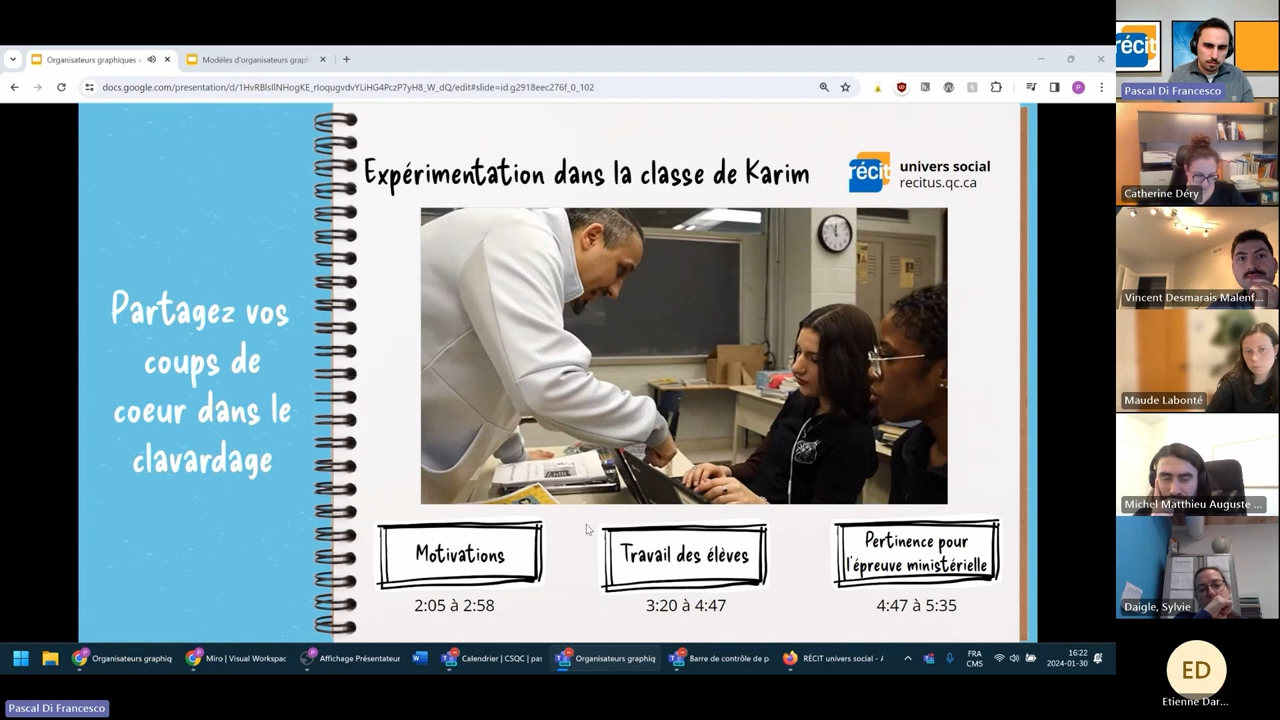 Organisateurs graphiques
Modèles d'organisateurs graph
docs.google.com/presentation/d/1HvRBlsIlNHogKE_rIoqugvdvYLiHG4PczP7yH8_W_dQ/edit#slide=id.g2918eec276f_0_102
Partagez vos
coups de
coeur dans le
clavardage
Expérimentation dans la classe de Karim
récit
univers social
recitus.qc.ca
Motivations
Travail des élèves
Pertinence pour
l'épreuve ministérielle
2:05 à 2:58
3:20 à 4:47
4:47 à 5:35
Organisateurs graphiq
Miro | Visual Workspac
Affichage Présentateur
Calendrier | CSQC | pas
Organisateurs graphiq
Barre de contrôle de p
RÉCIT univers social - A
FRA
CMS
16:22
2024-01-30
Pascal Di Francesco
récit
Pascal Di Francesco
Catherine Déry
Vincent Desmarais Malenf...
Maude Labonté
Michel Matthieu Auguste ...
Daigle, Sylvie
ED
Etienne Dar...